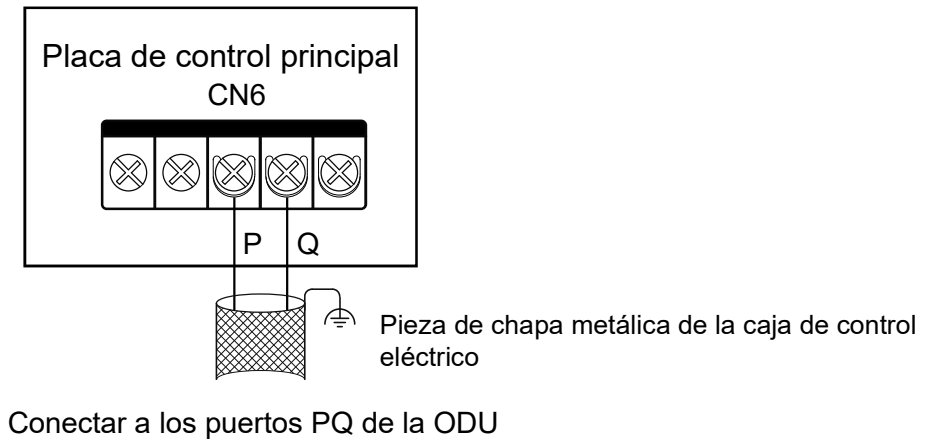 Placa de control principal
CN6
P
Q
Pieza de chapa metálica de la caja de control
eléctrico
Conectar a los puertos PQ de la ODU